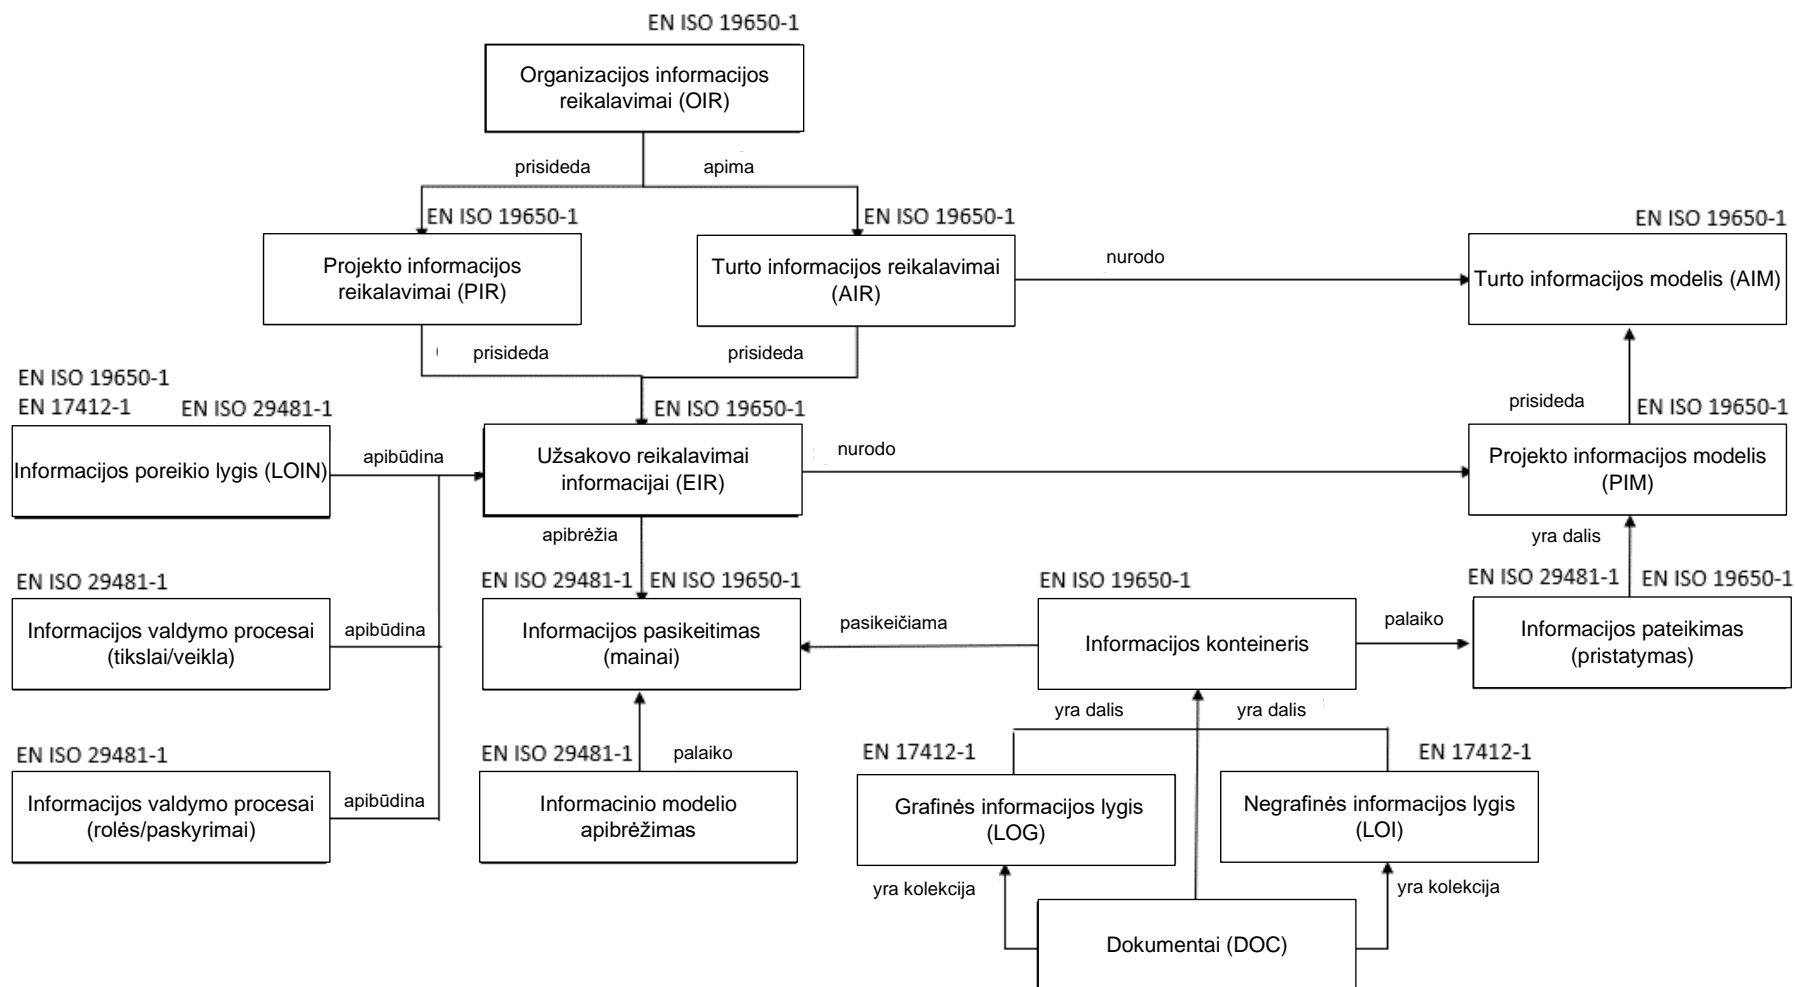 EN ISO 19650-1
Organizacijos informacijos
reikalavimai (OIR)
prisideda
apima
EN ISO 19650-1
EN ISO 19650-1
EN ISO 19650-1
Projekto informacijos
reikalavimai (PIR)
Turto informacijos reikalavimai
(AIR)
nurodo
Turto informacijos modelis (AIM)
prisideda
prisideda
EN ISO 19650-1
EN 17412-1
EN ISO 29481-1
EN ISO 19650-1
prisideda
EN ISO 19650-1
Informacijos poreikio lygis (LOIN)
apibūdina
Užsakovo reikalavimai
informacijai (EIR)
nurodo
Projekto informacijos modelis
(PIM)
apibrėžia
yra dalis
EN ISO 29481-1
EN ISO 29481-1
EN ISO 19650-1
EN ISO 19650-1
EN ISO 29481-1
EN ISO 19650-1
Informacijos valdymo procesai
(tikslai/veikla)
apibūdina
Informacijos pasikeitimas
(mainai)
pasikeičiama
Informacijos konteineris
palaiko
Informacijos pateikimas
(pristatymas)
yra dalis
yra dalis
EN ISO 29481-1
EN ISO 29481-1
palaiko
EN 17412-1
EN 17412-1
Informacijos valdymo procesai
(rolės/paskyrimai)
apibūdina
Informacinio modelio
apibrėžimas
Grafinės informacijos lygis
(LOG)
Negrafinės informacijos lygis
(LOI)
yra kolekcija
yra kolekcija
Dokumentai (DOC)